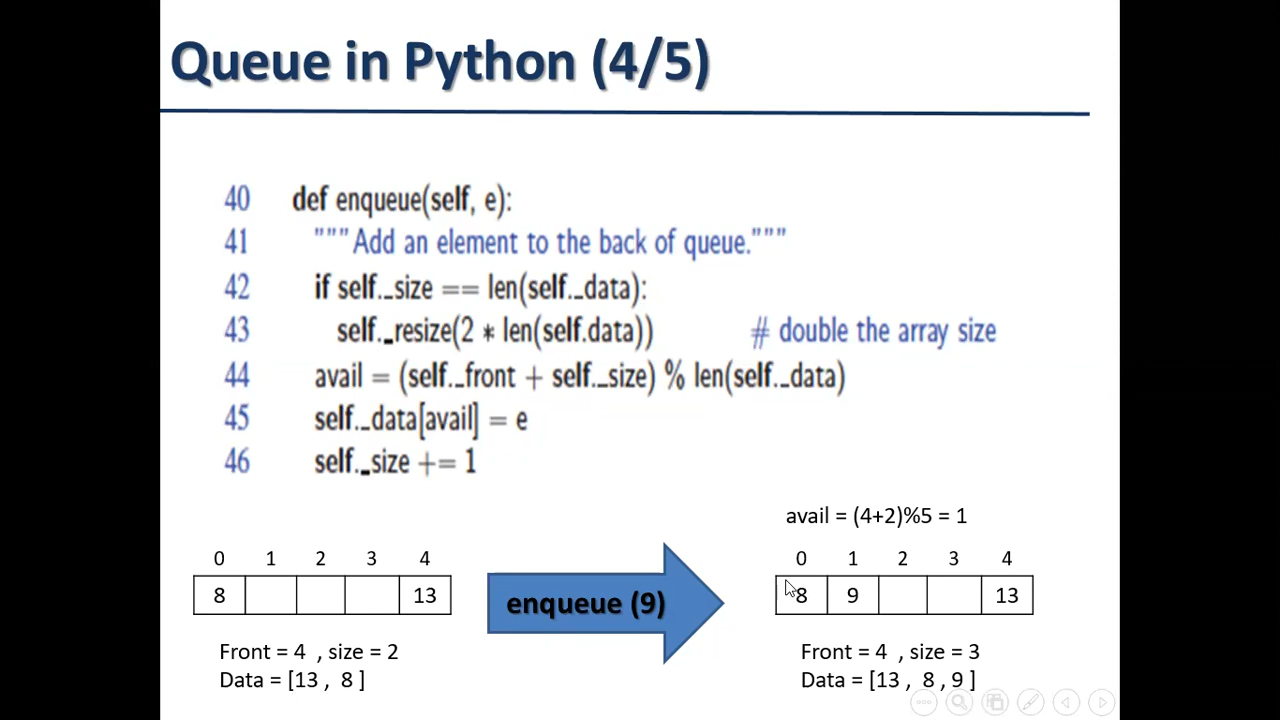 Queue in Python (4/5)
40 def enqueue(self, e):
41 """Add an element to the back of queue."""
42 if self._size == len(self._data):
43 self._resize(2 * len(self.data)) # double the array size
44 avail = (self._front + self._size) % len(self._data)
45 self._data[avail] = e
46 self._size += 1
avail = (4+2)%5 = 1
0 1 2 3 4
8 13
enqueue (9)
0 1 2 3 4
8 9 13
Front = 4 , size = 2
Data = [13 , 8 ]
Front = 4 , size = 3
Data = [13 , 8 , 9 ]